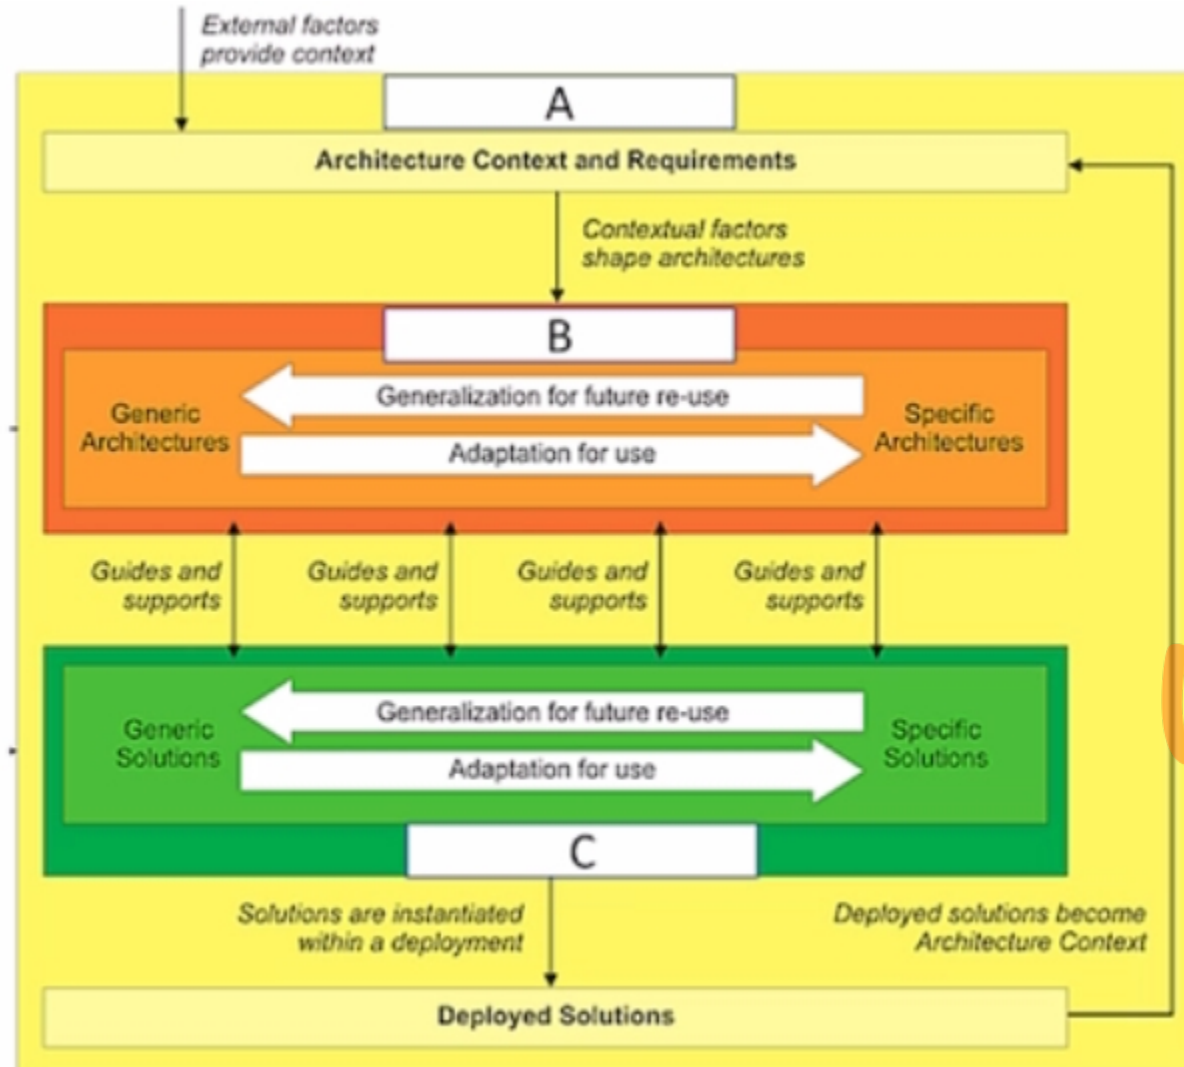 External factors
provide context
A
Architecture Context and Requirements
Contextual factors
shape architectures
B
Generic
Architectures
Generalization for future re-use
Adaptation for use
Specific
Architectures
Guides and
supports
Guides and
supports
Guides and
supports
Guides and
supports
Generic
Solutions
Generalization for future re-use
Adaptation for use
Specific
Solutions
C
Solutions are instantiated
within a deployment
Deployed solutions become
Architecture Context
Deployed Solutions